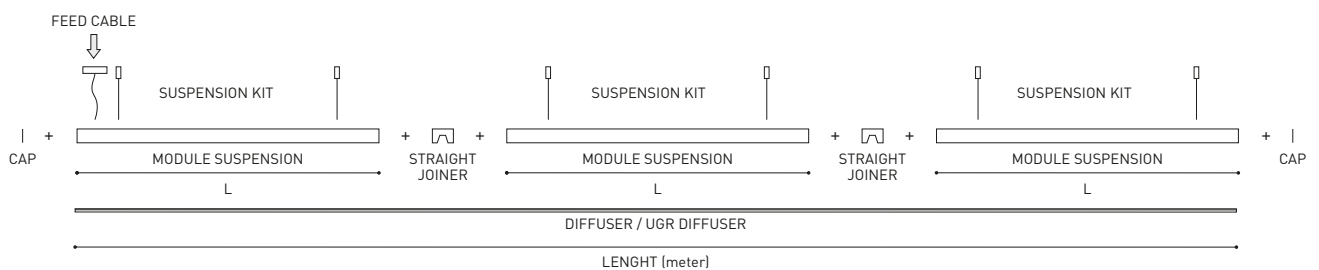 FEED CABLE
SUSPENSION KIT
SUSPENSION KIT
SUSPENSION KIT
+ + + + + +
CAP
MODULE SUSPENSION
STRAIGHT
JOINER
MODULE SUSPENSION
STRAIGHT
JOINER
MODULE SUSPENSION
CAP
L
L
L
DIFFUSER / UGR DIFFUSER
LENGHT (meter)